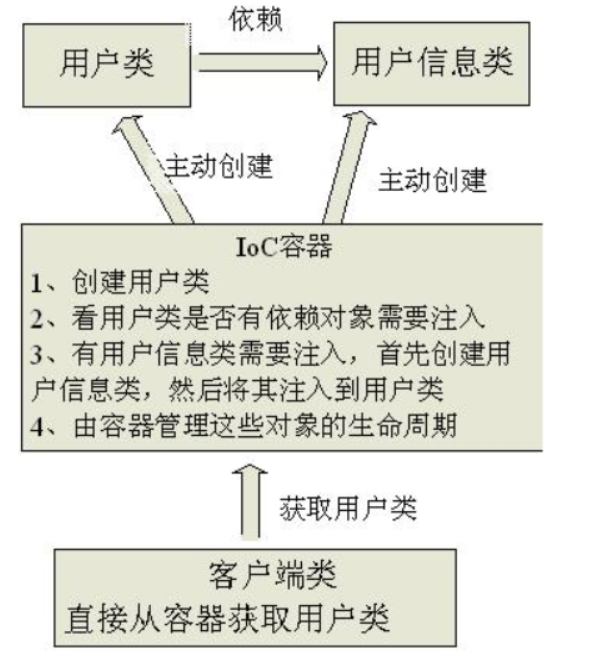 依赖
用户类
用户信息类
主动创建
主动创建
IoC容器
1、创建用户类
2、看用户类是否有依赖对象需要注入
3、有用户信息类需要注入，首先创建用
户信息类，然后将其注入到用户类
4、由容器管理这些对象的生命周期
获取用户类
客户端类
直接从容器获取用户类